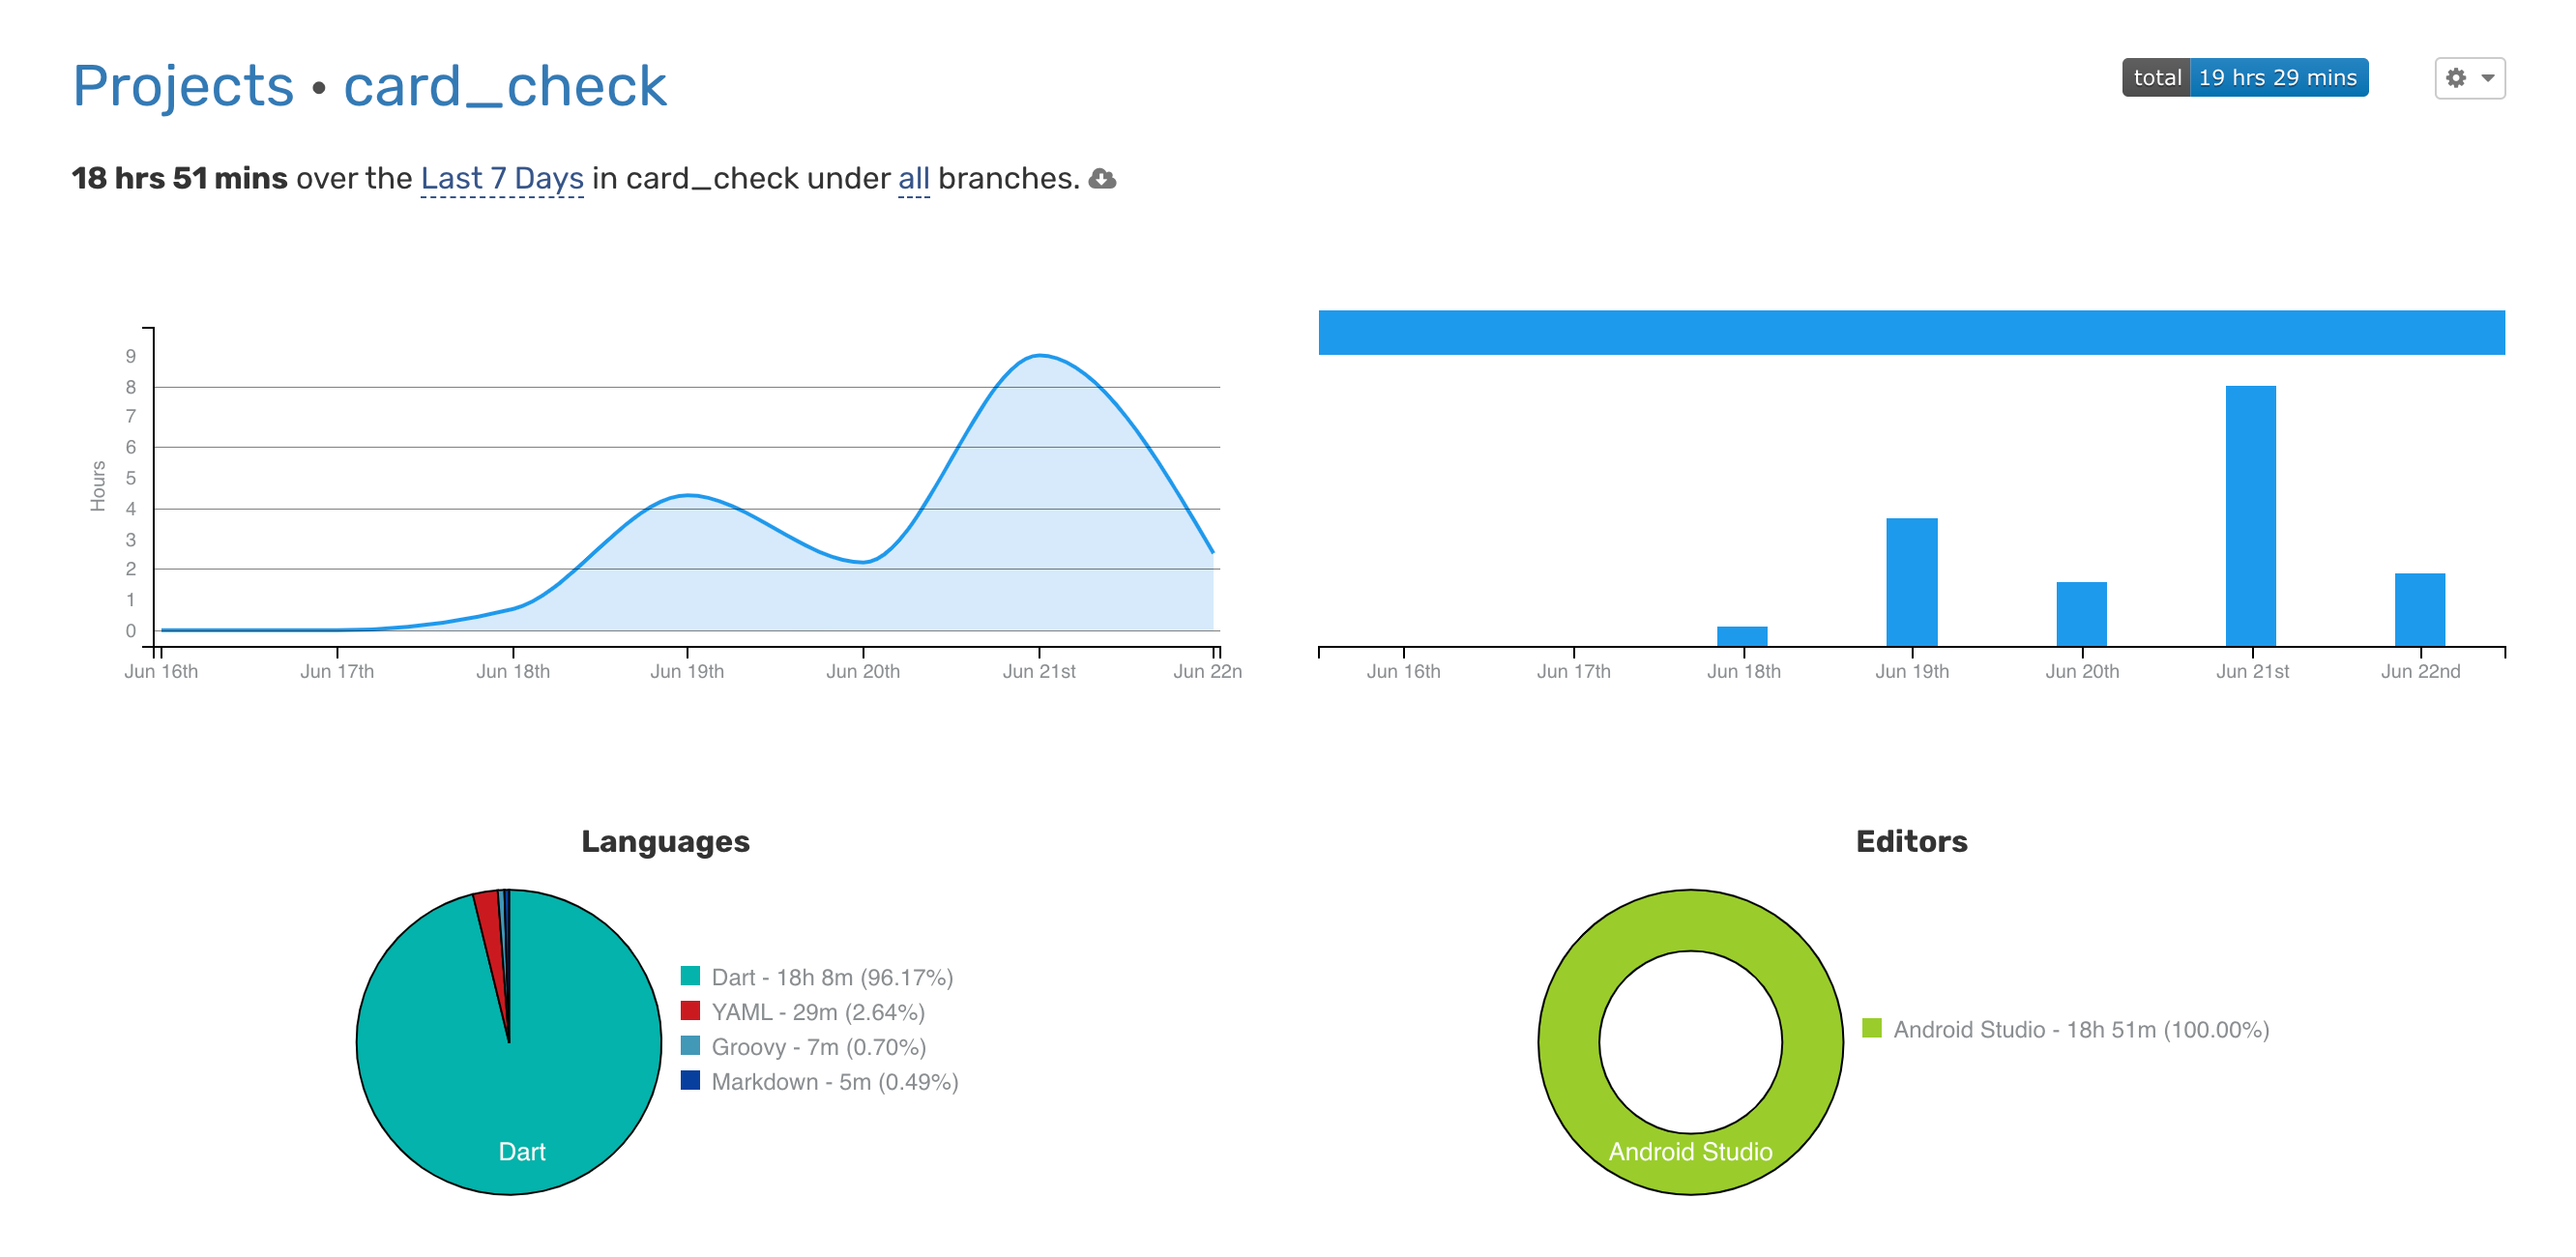 Projects • card_check
total 19 hrs 29 mins
18 hrs 51 mins over the Last 7 Days in card_check under all branches.
Hours
9
8
7
6
5
4
3
2
1
0
Jun 16th Jun 17th Jun 18th Jun 19th Jun 20th Jun 21st Jun 22n
Jun 16th Jun 17th Jun 18th Jun 19th Jun 20th Jun 21st Jun 22nd
Languages
Dart - 18h 8m (96.17%)
YAML - 29m (2.64%)
Groovy - 7m (0.70%)
Markdown - 5m (0.49%)
Dart
Editors
Android Studio - 18h 51m (100.00%)
Android Studio